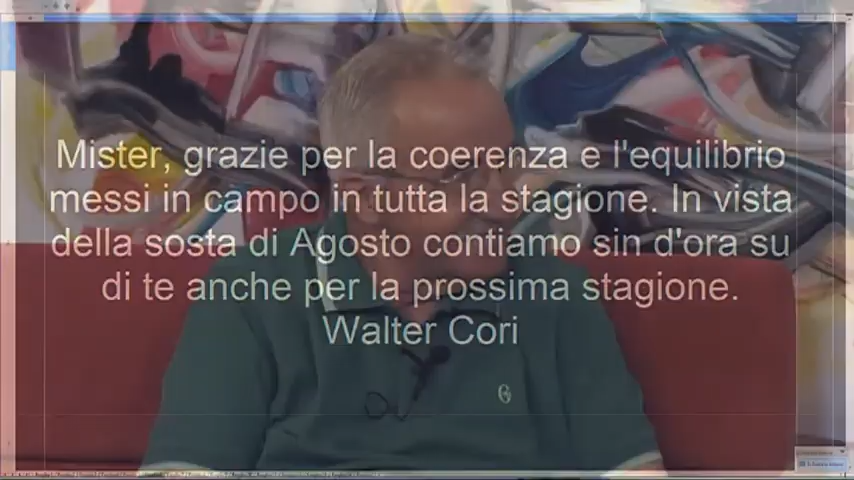 Mister, grazie per la coerenza e l'equilibrio
messi in campo in tutta la stagione. In vista
della sosta di Agosto contiamo sin d'ora su
di te anche per la prossima stagione.
Walter Cori